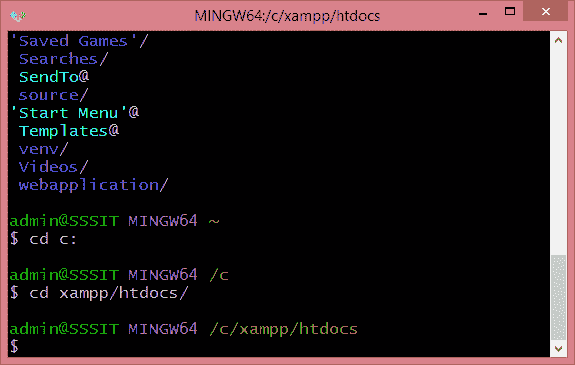 MINGW64:/c/xampp/htdocs
'Saved Games'/
Searches/
SendTo@
source/
'Start Menu'@
Templates@
venv/
Videos/
webapplication/
admin@SSSIT MINGW64 ~
$ cd c:
admin@SSSIT MINGW64 /c
$ cd xampp/htdocs/
admin@SSSIT MINGW64 /c/xampp/htdocs
$